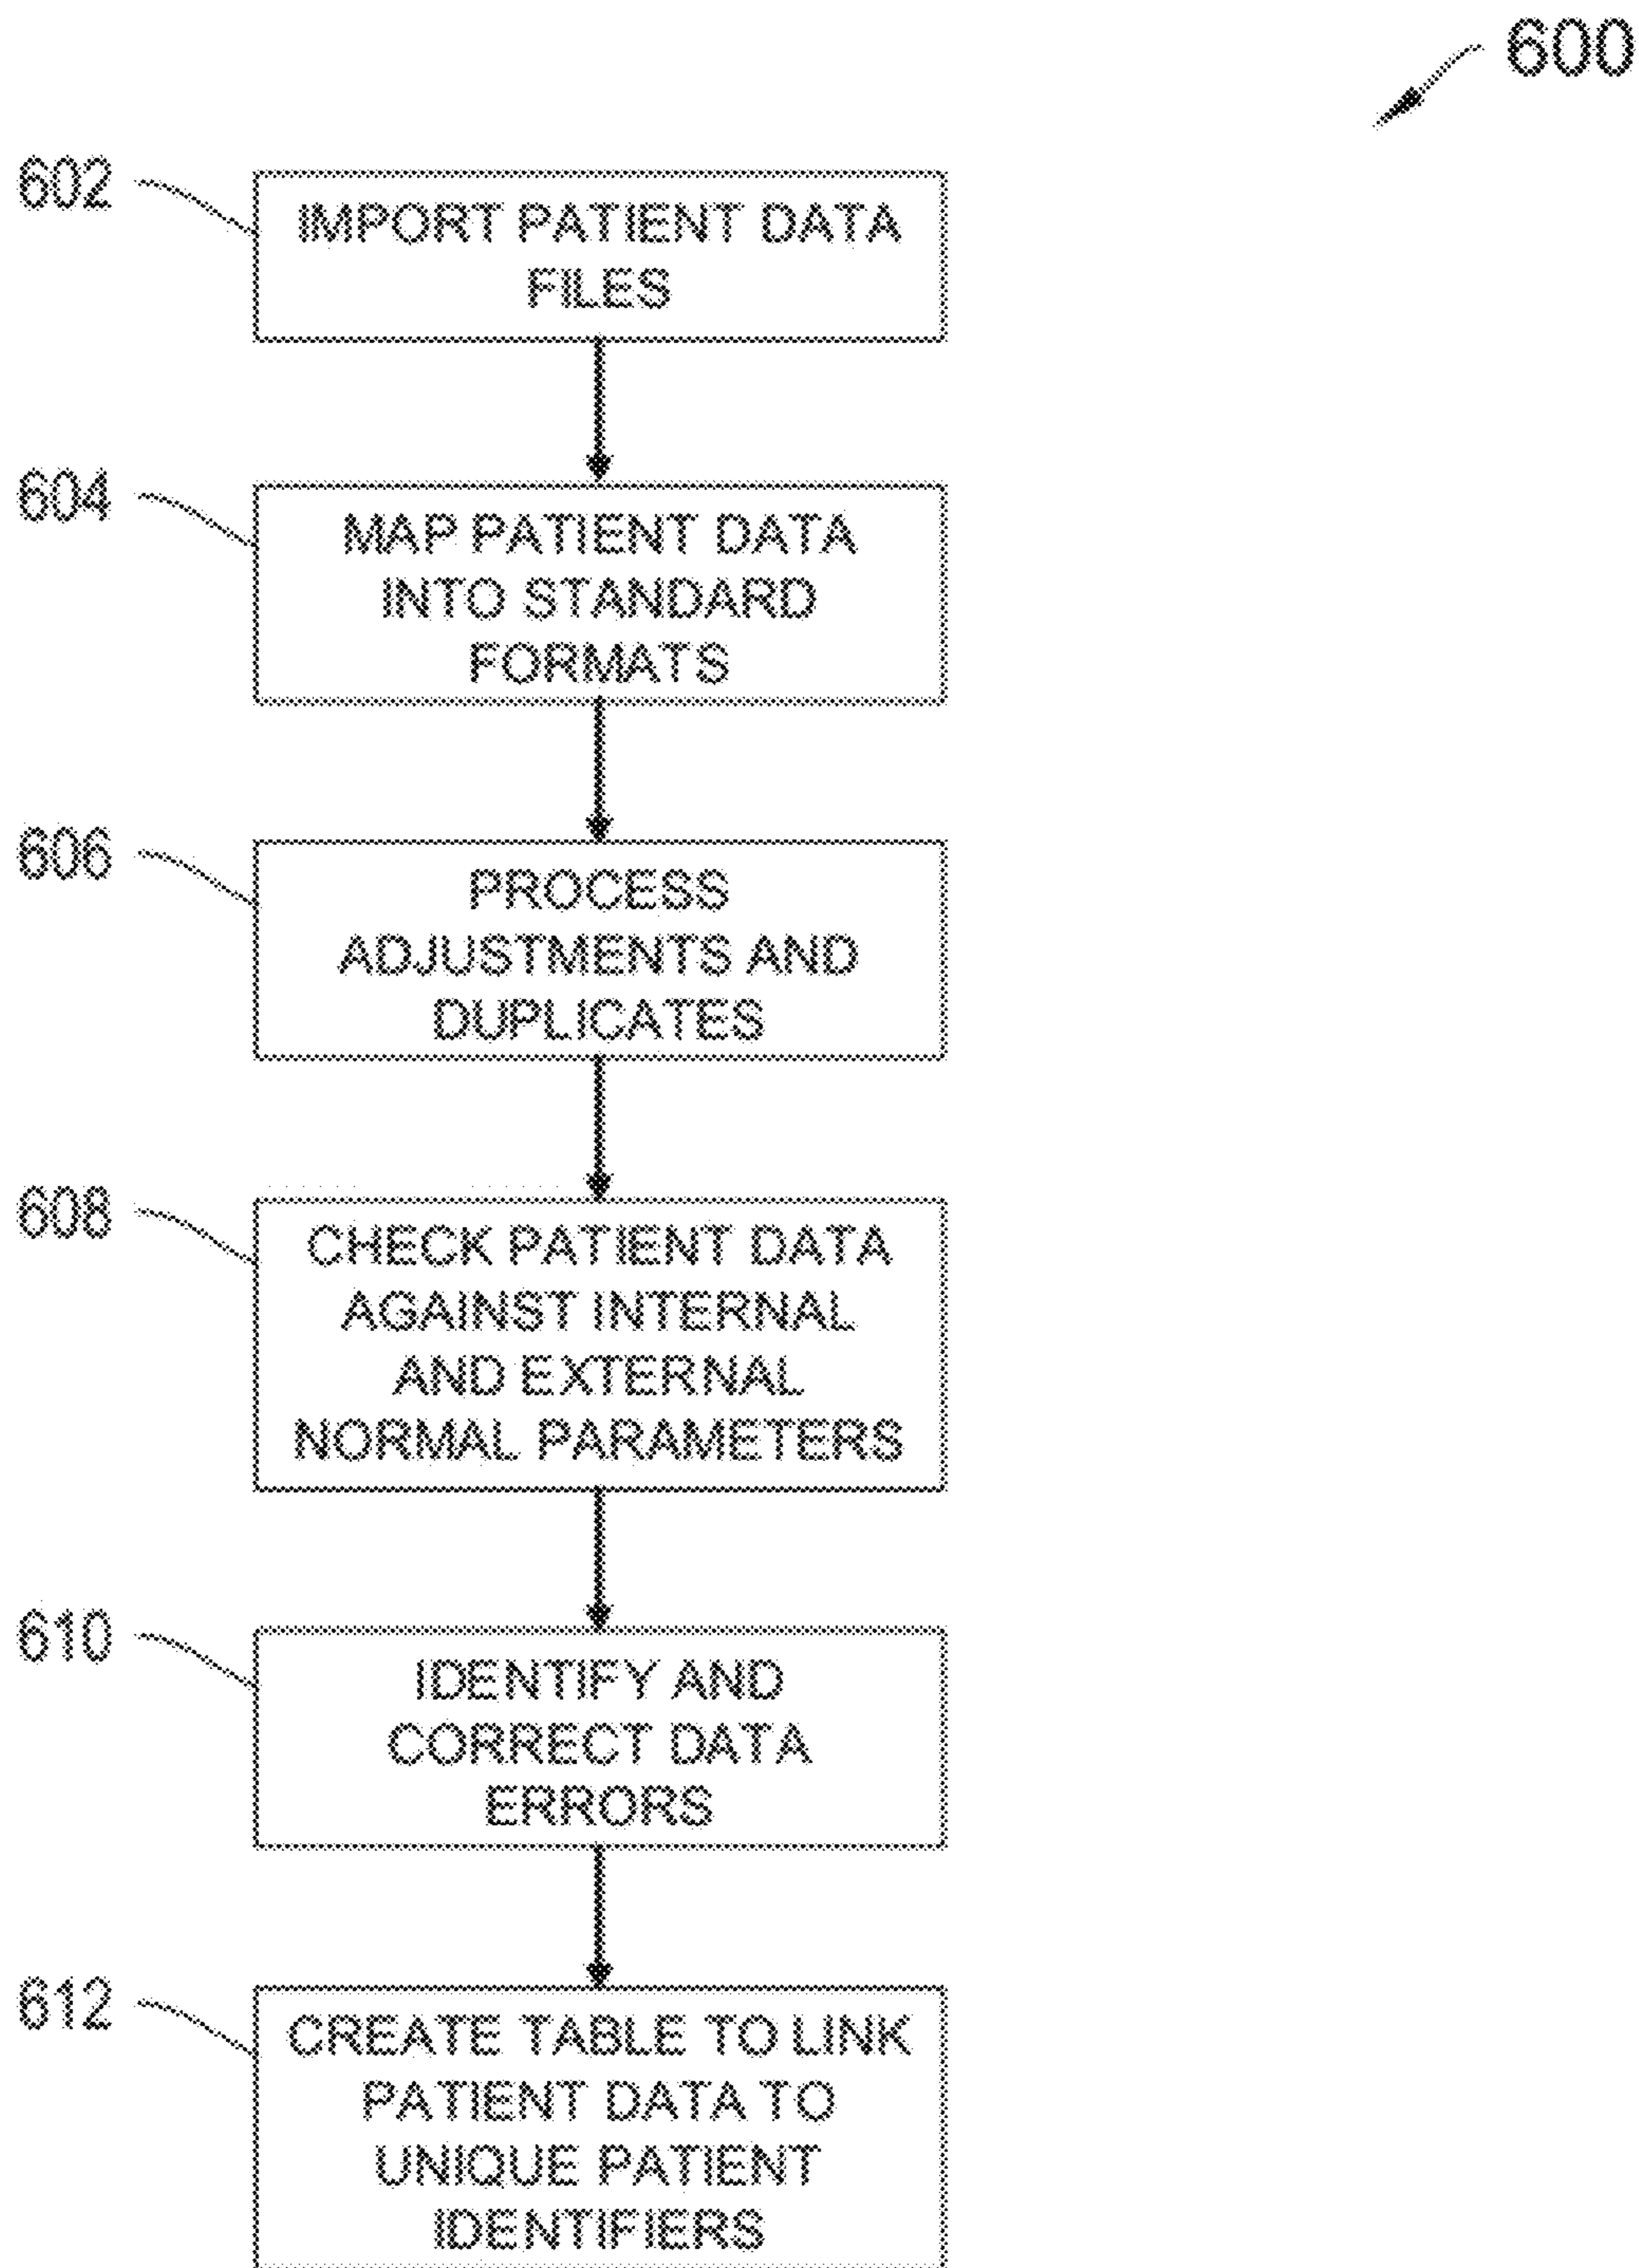 600
602
IMPORT PATIENT DATA
FILES
604
MAP PATIENT DATA
INTO STANDARD
FORMATS
606
PROCESS
ADJUSTMENTS AND
DUPLICATES
608
CHECK PATIENT DATA
AGAINST INTERNAL
AND EXTERNAL
NORMAL PARAMETERS
610
IDENTIFY AND
CORRECT DATA
ERRORS
612
CREATE TABLE TO LINK
PATIENT DATA TO
UNIQUE PATIENT
IDENTIFIERS